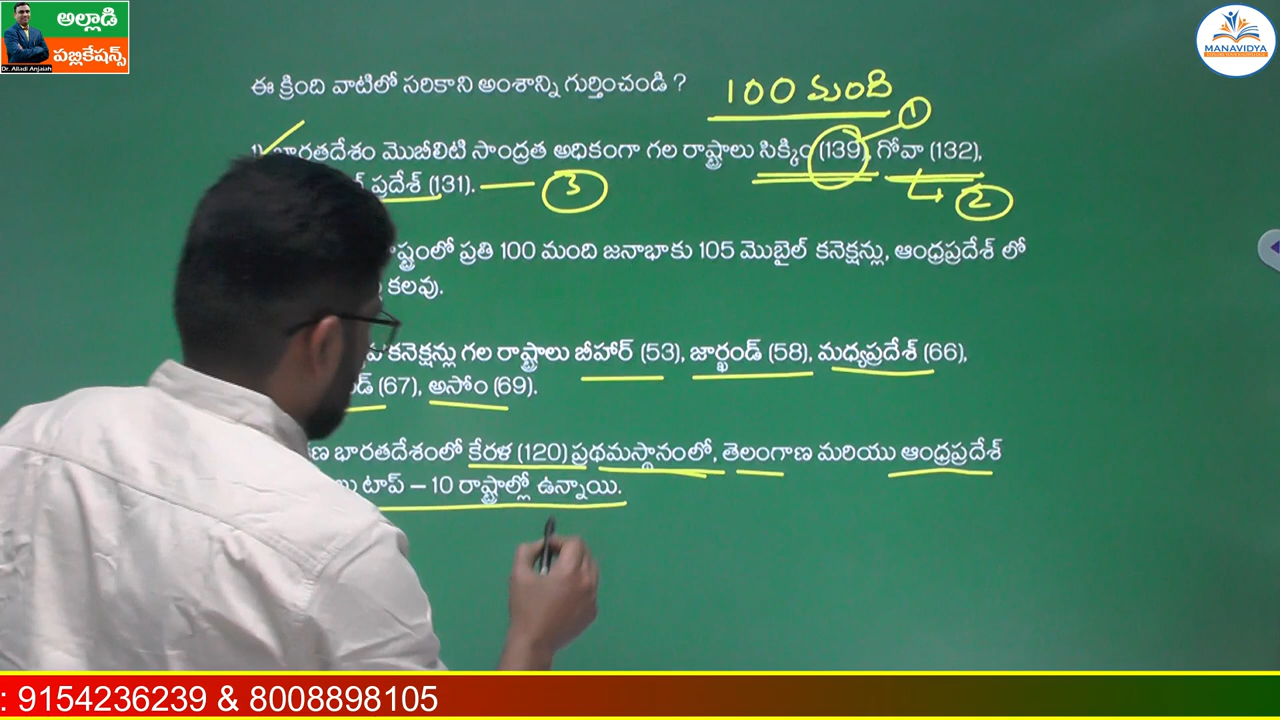 అల్లాడి
పబ్లికేషన్స్
Dr. Alladi Anjaiah
MANAVIDYA
ఈ క్రింది వాటిలో సరికాని అంశాన్ని గుర్తించండి ?
100 మంది
1) భారతదేశం మొబిలిటి సాంద్రత అధికంగా గల రాష్ట్రాలు సిక్కిం (139), గోవా (132),
1
ప్రదేశ్ (131).
3
2
ప్రతి 100 మంది జనాభాకు 105 మొబైల్ కనెక్షన్లు, ఆంధ్రప్రదేశ్ లో
కలవు.
కనెక్షన్లు గల రాష్ట్రాలు బీహార్ (53), జార్ఖండ్ (58), మధ్యప్రదేశ్ (66),
(67), అసోం (69).
భారతదేశంలో కేరళ (120) ప్రథమస్థానంలో, తెలంగాణ మరియు ఆంధ్రప్రదేశ్
టాప్ – 10 రాష్ట్రాల్లో ఉన్నాయి.
: 9154236239 & 8008898105